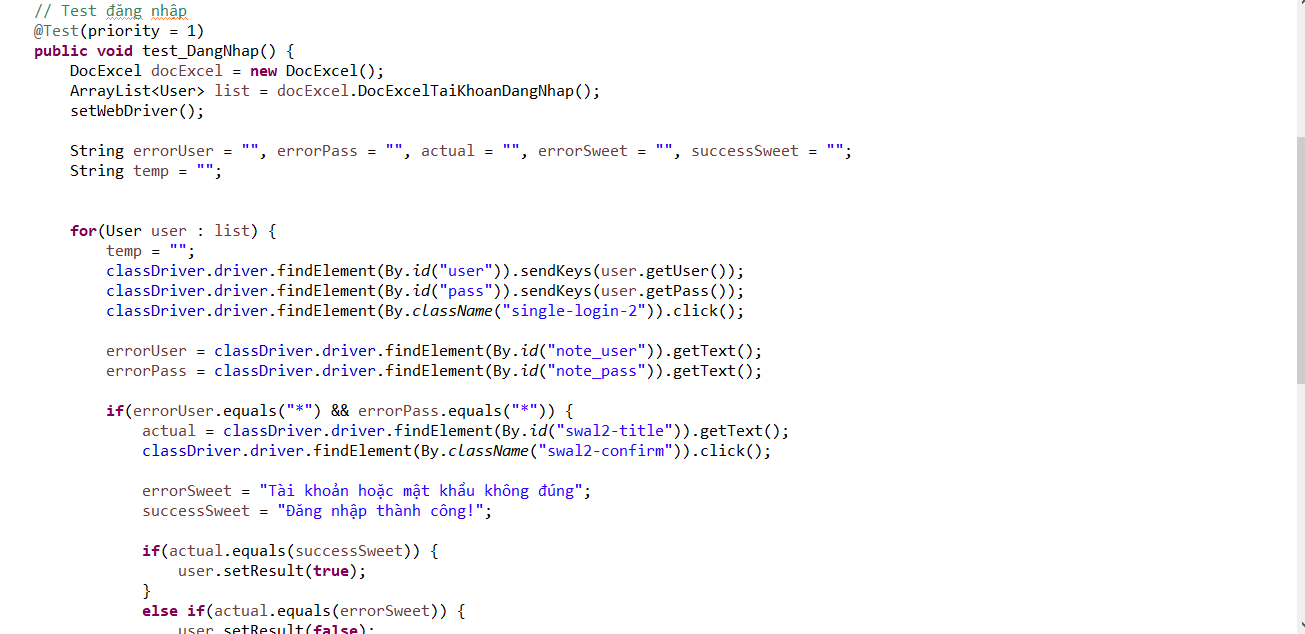 // Test đăng nhập
@Test(priority = 1)
public void test_DangNhap() {
DocExcel docExcel = new DocExcel();
ArrayList<User> list = docExcel.DocExcelTaiKhoanDangNhap();
setWebDriver();
String errorUser = "", errorPass = "", actual = "", errorSweet = "", successSweet = "";
String temp = "";
for(User user : list) {
temp = "";
classDriver.driver.findElement(By.id("user")).sendKeys(user.getUser());
classDriver.driver.findElement(By.id("pass")).sendKeys(user.getPass());
classDriver.driver.findElement(By.className("single-login-2")).click();
errorUser = classDriver.driver.findElement(By.id("note_user")).getText();
errorPass = classDriver.driver.findElement(By.id("note_pass")).getText();
if(errorUser.equals("*") && errorPass.equals("*")) {
actual = classDriver.driver.findElement(By.id("swal2-title")).getText();
classDriver.driver.findElement(By.className("swal2-confirm")).click();
errorSweet = "Tài khoản hoặc mật khẩu không đúng";
successSweet = "Đăng nhập thành công!";
if(actual.equals(successSweet)) {
user.setResult(true);
}
else if(actual.equals(errorSweet)) {
user.setResult(false);